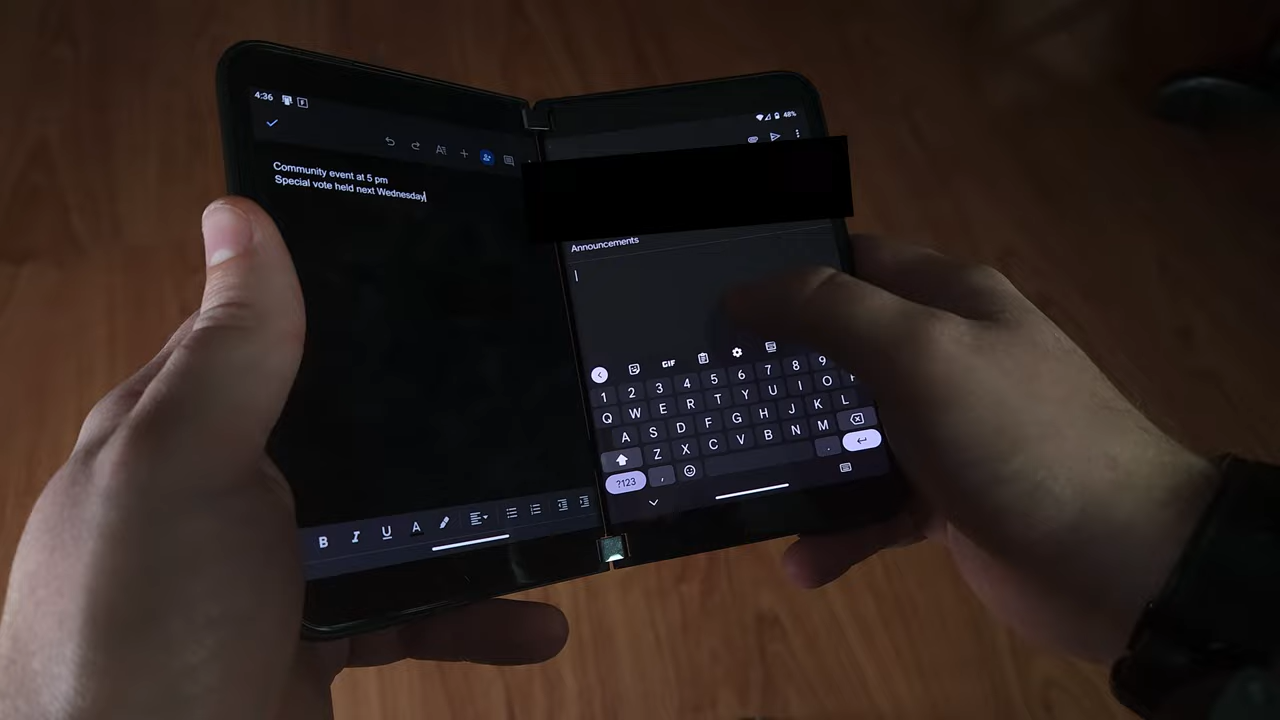 4:36
48%
Community event at 5 pm
Special vote held next Wednesday
Announcements
GIF
1 2 3 4 5 6 7 8 9
Q W E R T Y U I O P
A S D F G H J K L
Z X C V B N M
?123 , .
B I U A